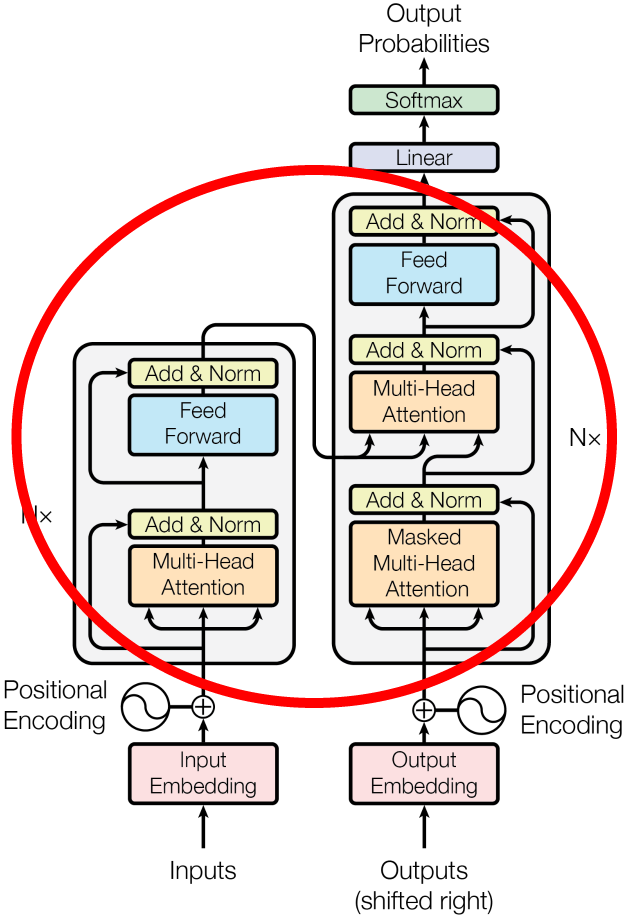 Output
Probabilities
Softmax
Linear
Add & Norm
Feed
Forward
Add & Norm
Multi-Head
Attention
Add & Norm
Feed
Forward
N×
Add & Norm
Masked
Multi-Head
Attention
Add & Norm
Multi-Head
Attention
N×
Positional
Encoding
Positional
Encoding
Input
Embedding
Output
Embedding
Inputs
Outputs
(shifted right)